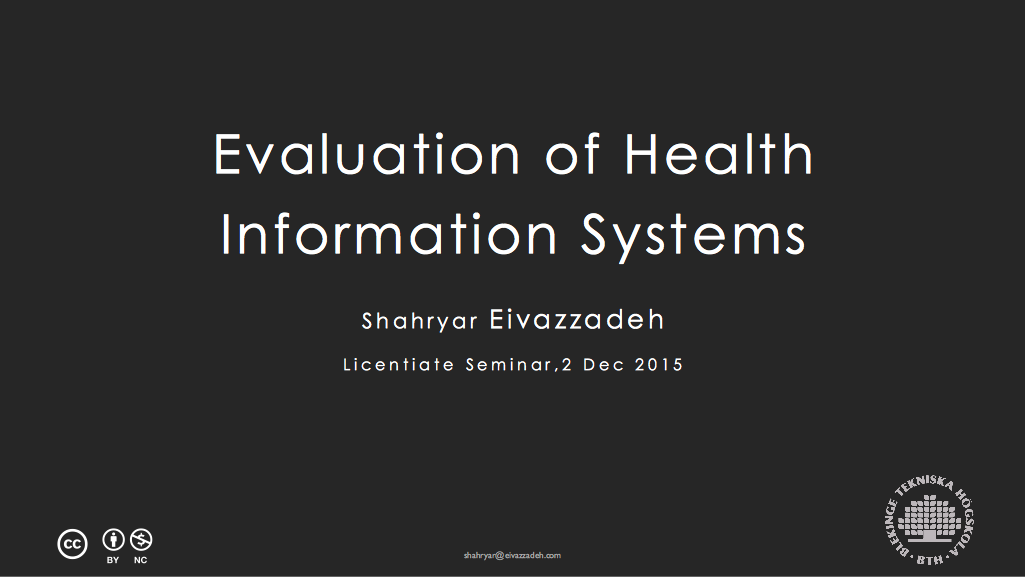 Evaluation of Health
Information Systems
Shahryar Eivazzadeh
Licentiate Seminar,2 Dec 2015
BLEKINGE TEKNISKA HÖGSKOLA
· BTH ·
cc
BY NC
shahryar@eivazzadeh.com